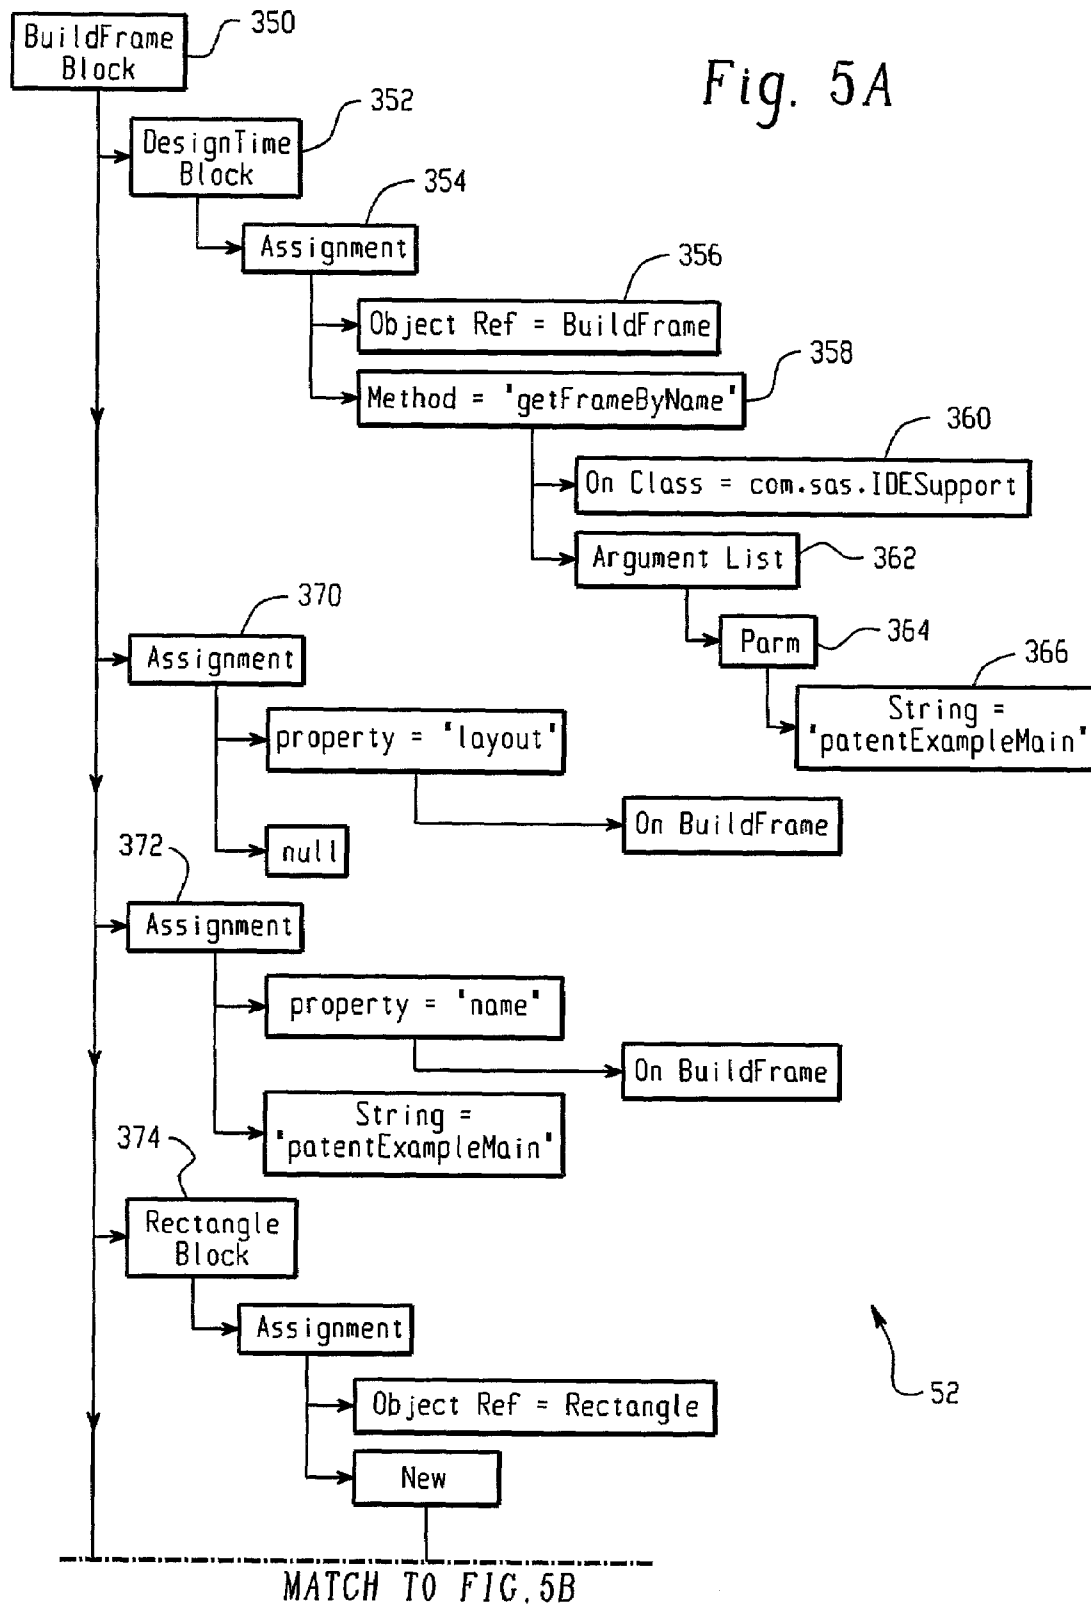 BuildFrame
Block
350
Fig. 5A
352
DesignTime
Block
354
Assignment
356
Object Ref = BuildFrame
358
Method = "getFrameByName"
360
On Class = com.sas.IDESupport
Argument List
362
370
Parm
364
366
Assignment
String =
"patentExampleMain"
property = "layout"
On BuildFrame
null
372
Assignment
property = "name"
On BuildFrame
String =
"patentExampleMain"
374
Rectangle
Block
Assignment
Object Ref = Rectangle
52
New
MATCH TO FIG.5B